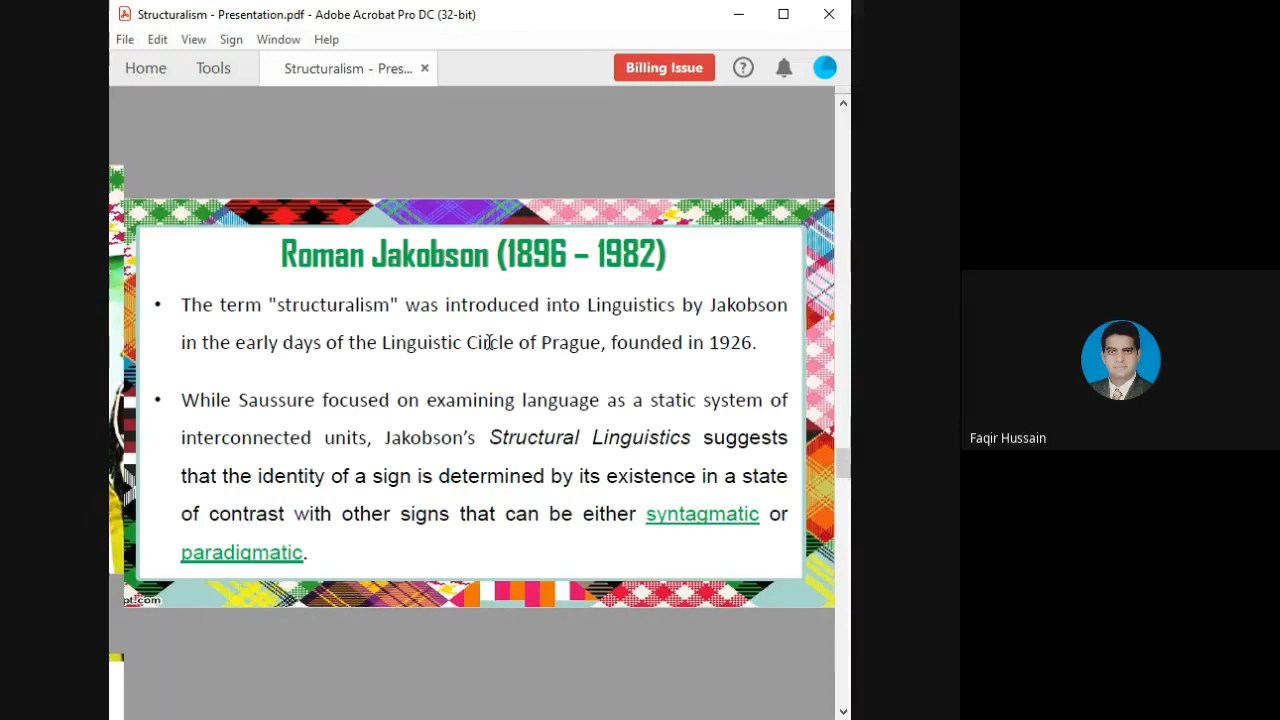 Structuralism - Presentation.pdf - Adobe Acrobat Pro DC (32-bit)
File Edit View Sign Window Help
Home Tools Structuralism - Pres... Billing Issue
Roman Jakobson (1896 – 1982)
• The term "structuralism" was introduced into Linguistics by Jakobson
in the early days of the Linguistic Circle of Prague, founded in 1926.
• While Saussure focused on examining language as a static system of
interconnected units, Jakobson’s Structural Linguistics suggests
that the identity of a sign is determined by its existence in a state
of contrast with other signs that can be either syntagmatic or
paradigmatic.
pt.com
Faqir Hussain